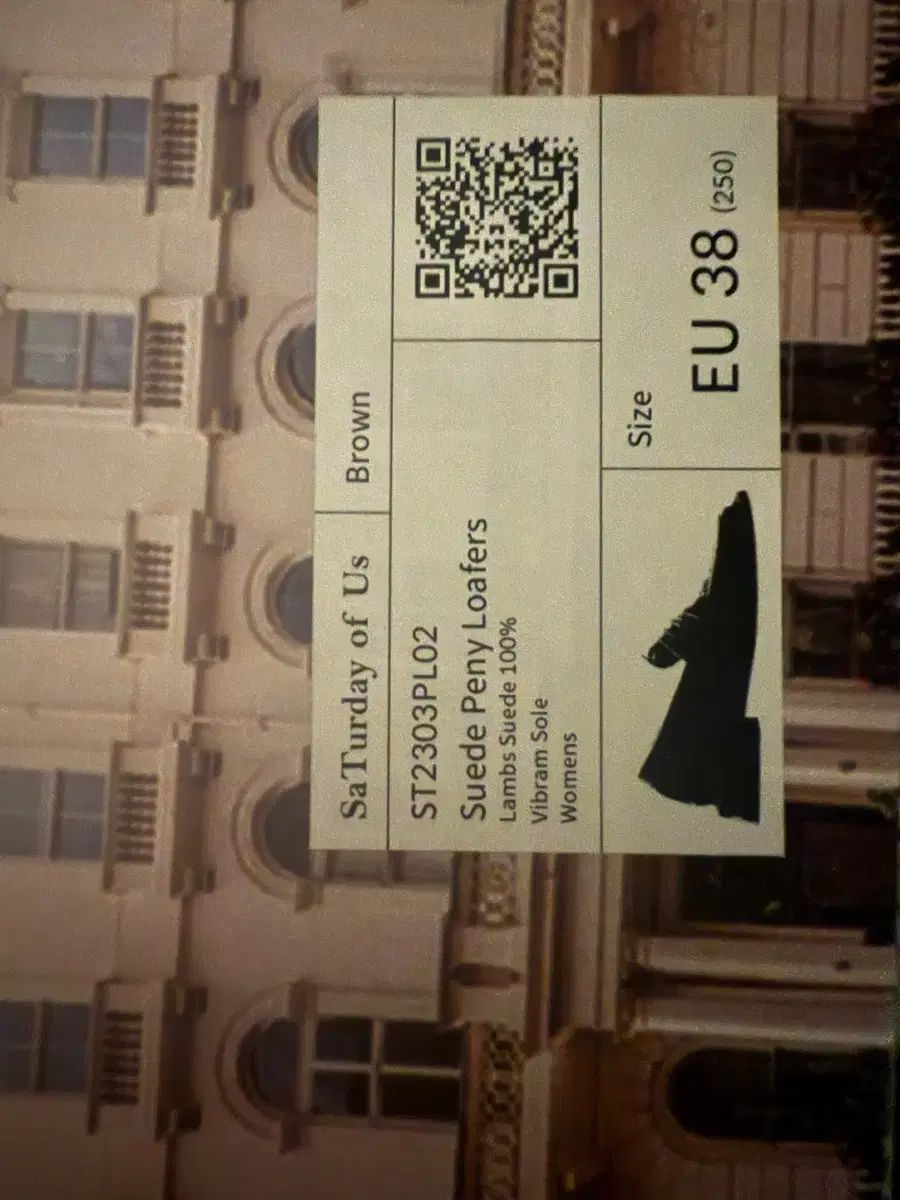 SaTurday of Us
Brown
ST2303PL02
Suede Peny Loafers
Lambs Suede 100%
Vibram Sole
Womens
Size
EU 38 (250)